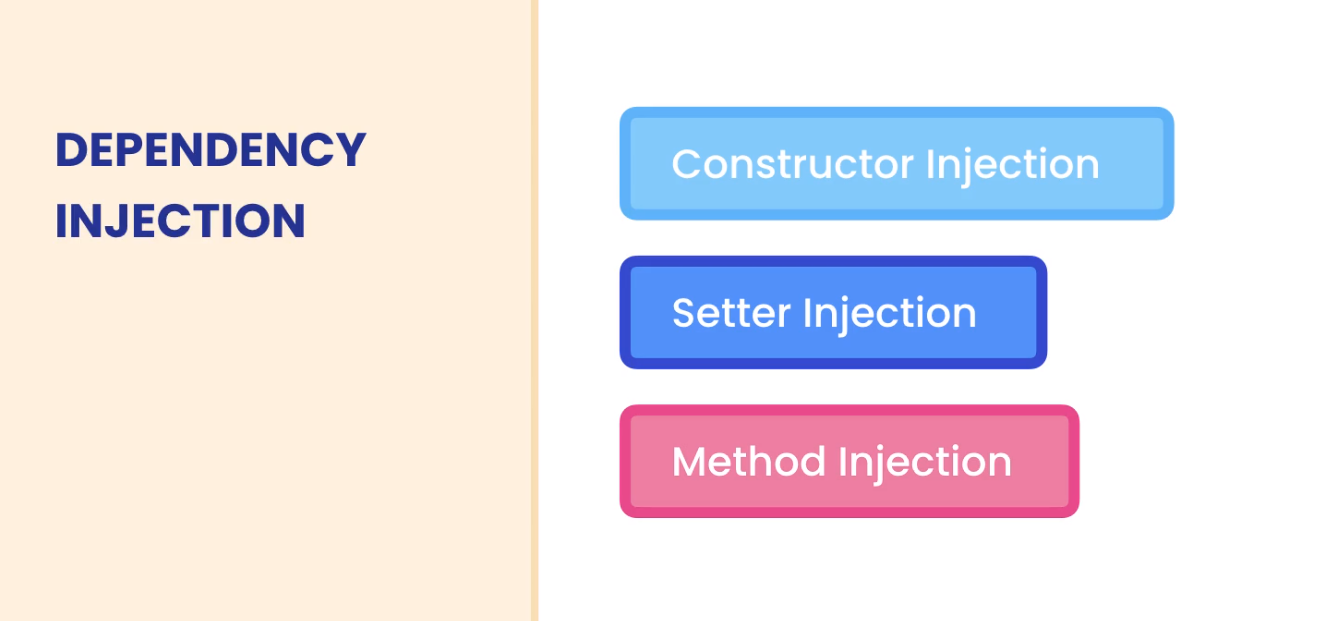 DEPENDENCY
INJECTION
Constructor Injection
Setter Injection
Method Injection